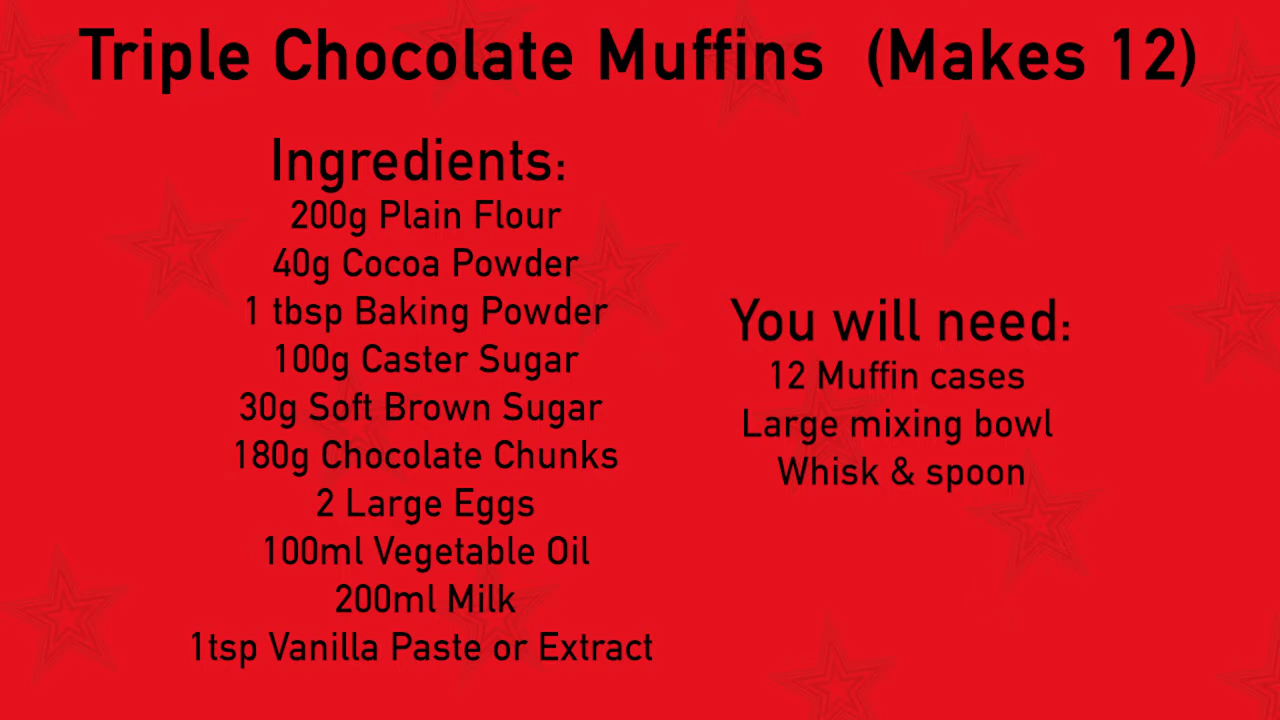 Triple Chocolate Muffins (Makes 12)
Ingredients:
200g Plain Flour
40g Cocoa Powder
1 tbsp Baking Powder
100g Caster Sugar
30g Soft Brown Sugar
180g Chocolate Chunks
2 Large Eggs
100ml Vegetable Oil
200ml Milk
1tsp Vanilla Paste or Extract
You will need:
12 Muffin cases
Large mixing bowl
Whisk & spoon